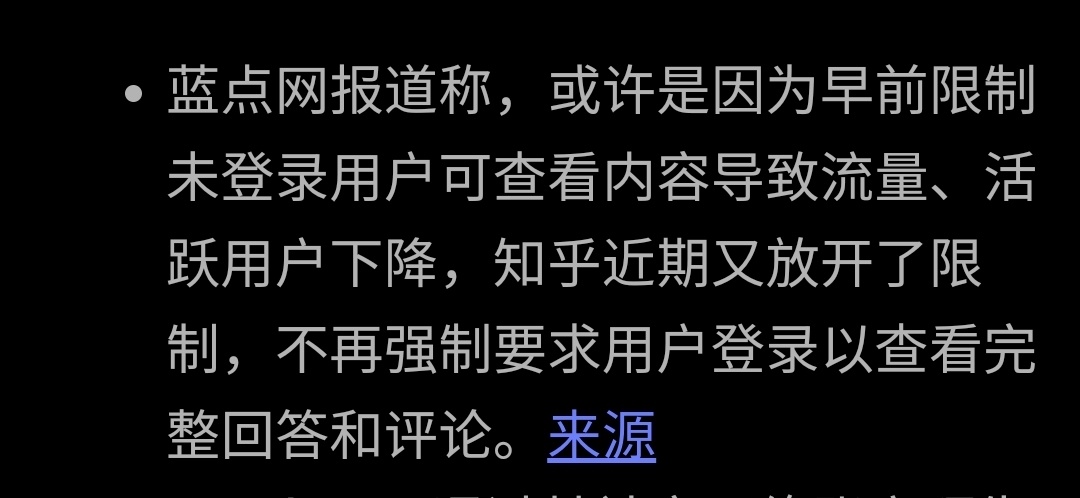 蓝点网报道称，或许是因为早前限制
未登录用户可查看内容导致流量、活
跃用户下降，知乎近期又放开了限
制，不再强制要求用户登录以查看完
整回答和评论。来源